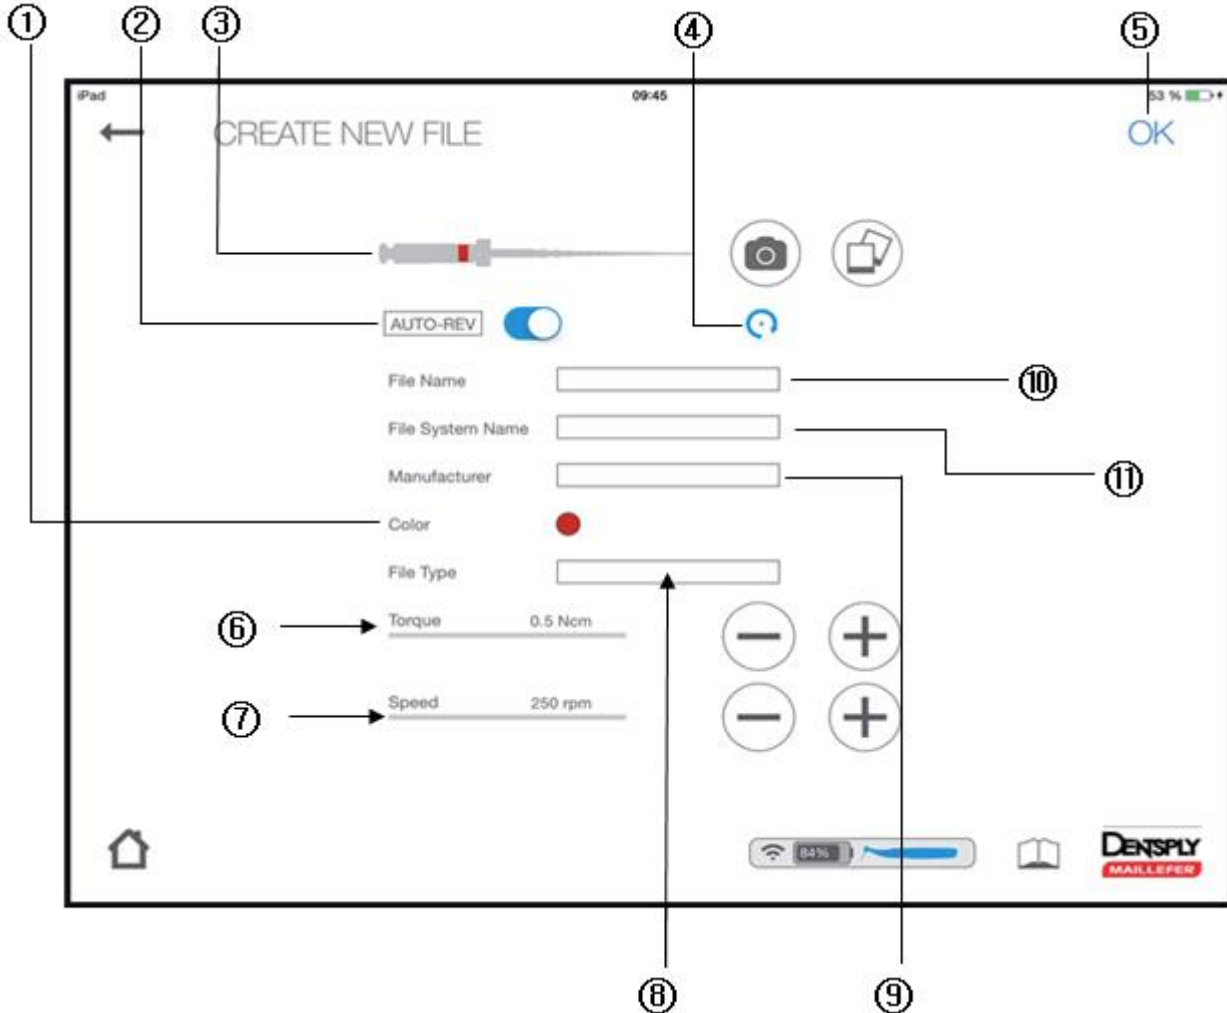 ① ② ③ ④ ⑤
iPad 09:45 53 %
CREATE NEW FILE OK
AUTO-REV
File Name ⑩
File System Name
Manufacturer ⑪
Color
File Type
⑥ Torque 0.5 Ncm
⑦ Speed 250 rpm
84%
DENTSPLY
MAILLEFER
⑧ ⑨